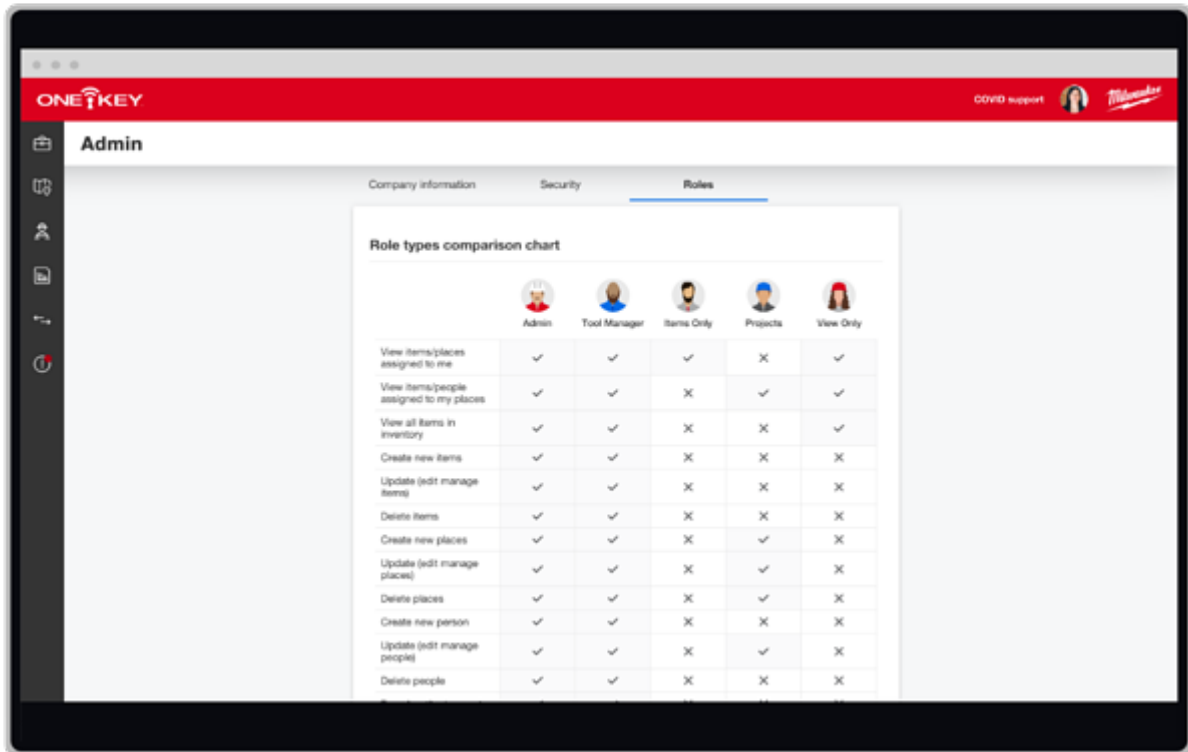 ONE KEY
COVID support
Milwaukee
Admin
Company information
Security
Roles
Role types comparison chart
Admin
Tool Manager
Items Only
Projects
View Only
View items/places
assigned to me
View items/people
assigned to my places
View all items in
inventory
Create new items
Update (edit manage
items)
Delete items
Create new places
Update (edit manage
places)
Delete places
Create new person
Update (edit manage
people)
Delete people